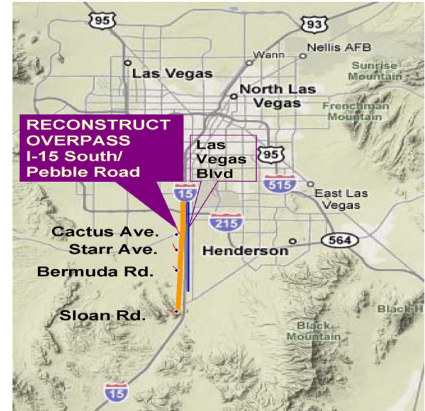 95
93
Nellis AFB
Wann
Las Vegas
Sunrise
Mountain
North Las
Vegas
Frenchman
Mountain
RECONSTRUCT
OVERPASS
I-15 South/
Pebble Road
Las
Vegas
Blvd
95
15
515
East Las
Vegas
215
Cactus Ave.
Starr Ave.
564
Henderson
Bermuda Rd.
Sloan Rd.
Black H
Black
Mountain
15